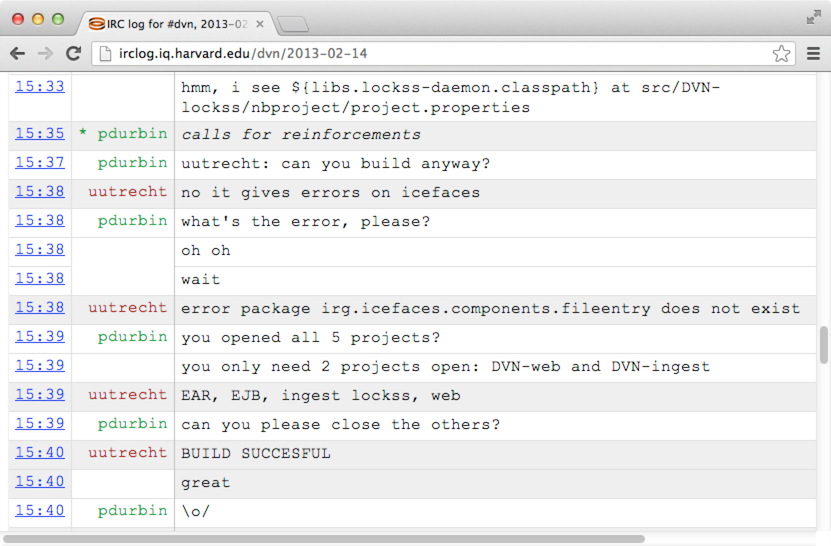 IRC log for #dvn, 2013-02
irclog.iq.harvard.edu/dvn/2013-02-14
15:33 hmm, i see ${libs.lockss-daemon.classpath} at src/DVN-
lockss/nbproject/project.properties
15:35 * pdurbin calls for reinforcements
15:37 pdurbin uutrecht: can you build anyway?
15:38 uutrecht no it gives errors on icefaces
15:38 pdurbin what's the error, please?
15:38 oh oh
15:38 wait
15:38 uutrecht error package irg.icefaces.components.fileentry does not exist
15:39 pdurbin you opened all 5 projects?
15:39 you only need 2 projects open: DVN-web and DVN-ingest
15:39 uutrecht EAR, EJB, ingest lockss, web
15:39 pdurbin can you please close the others?
15:40 uutrecht BUILD SUCCESFUL
15:40 great
15:40 pdurbin \o/